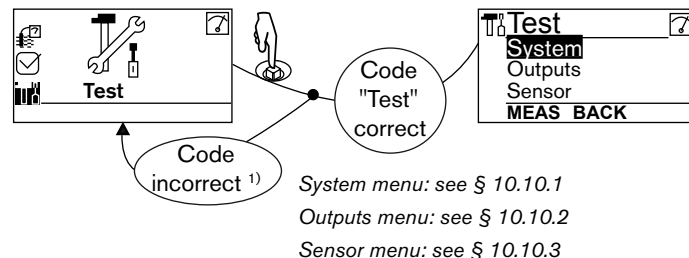 Test
Code
"Test"
correct
Code
incorrect 1)
Test
System
Outputs
Sensor
MEAS BACK
System menu: see § 10.10.1
Outputs menu: see § 10.10.2
Sensor menu: see § 10.10.3